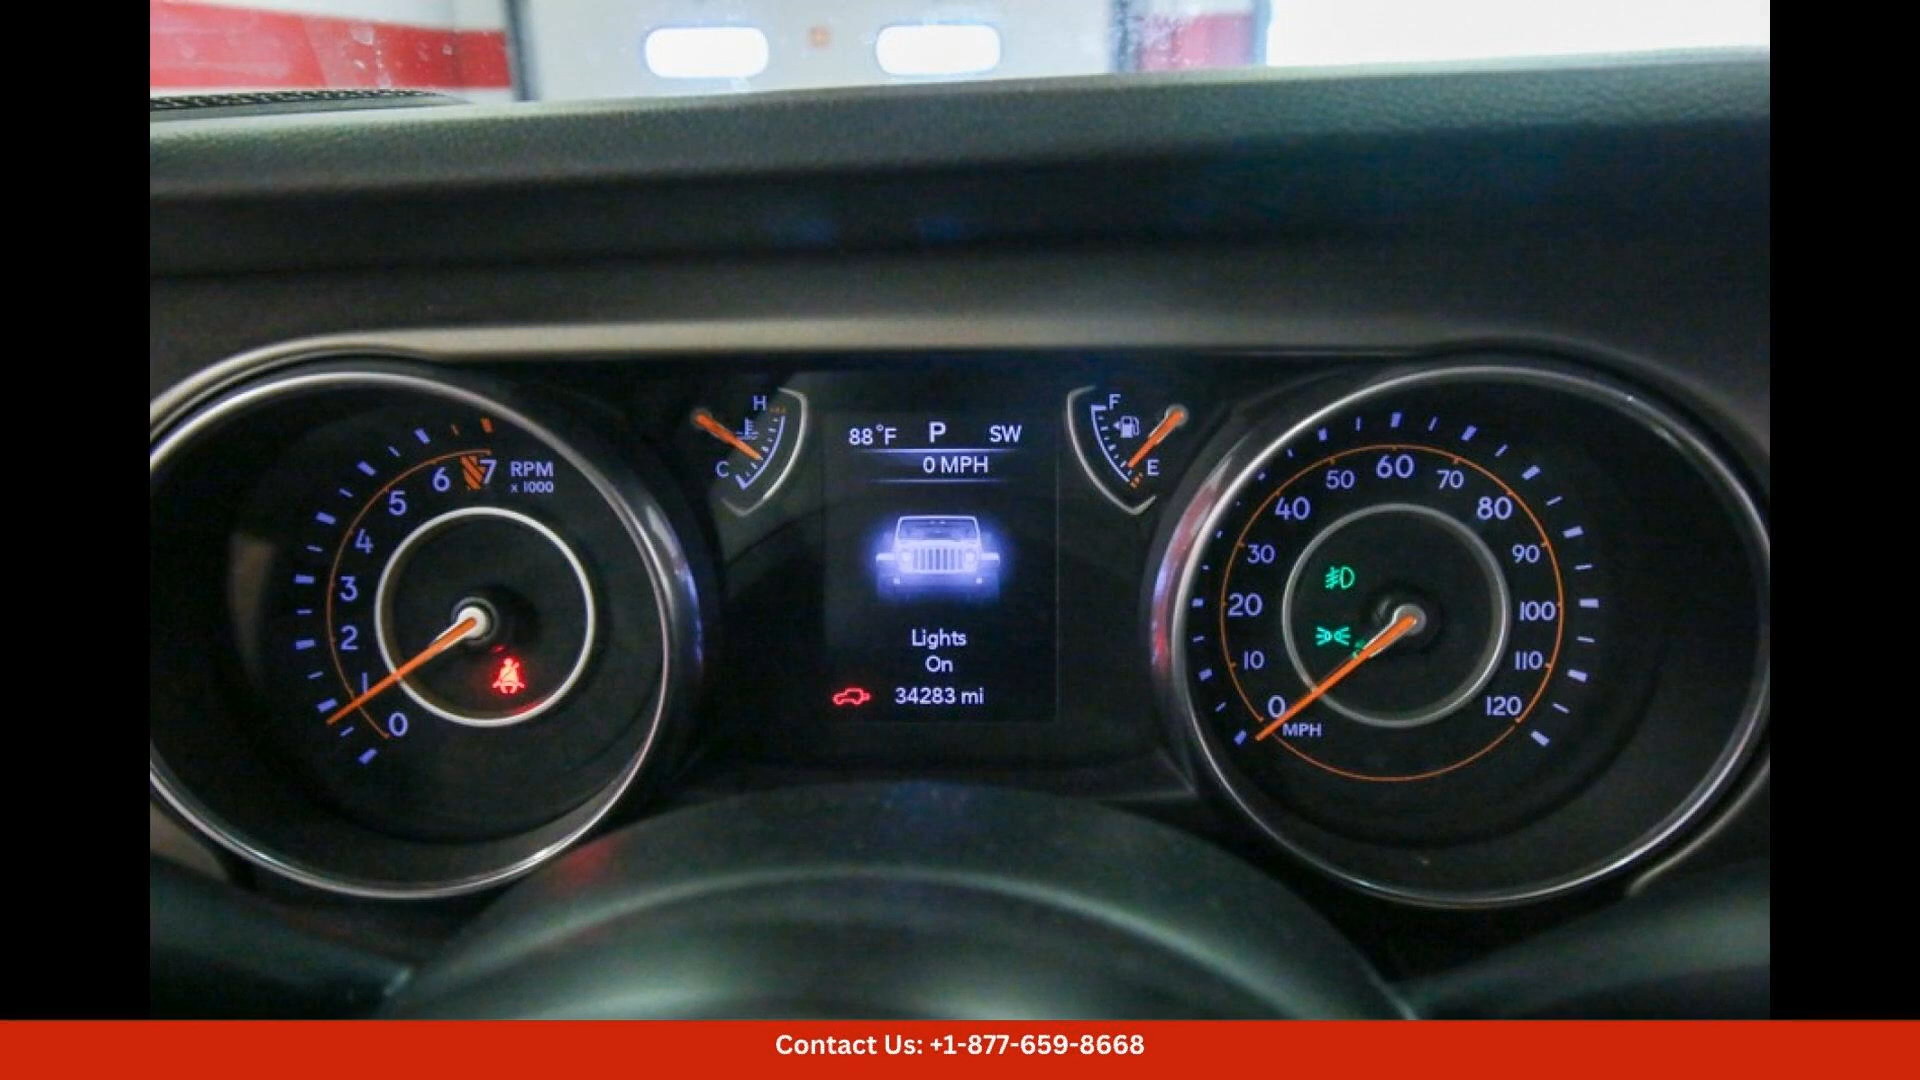 H
C
88°F P SW
0 MPH
F
E
7 RPM
x 1000
6
5
4
3
2
1
0
Lights
On
34283 mi
60
50 70
40 80
30 90
20 100
10 110
0 120
MPH
Contact Us: +1-877-659-8668